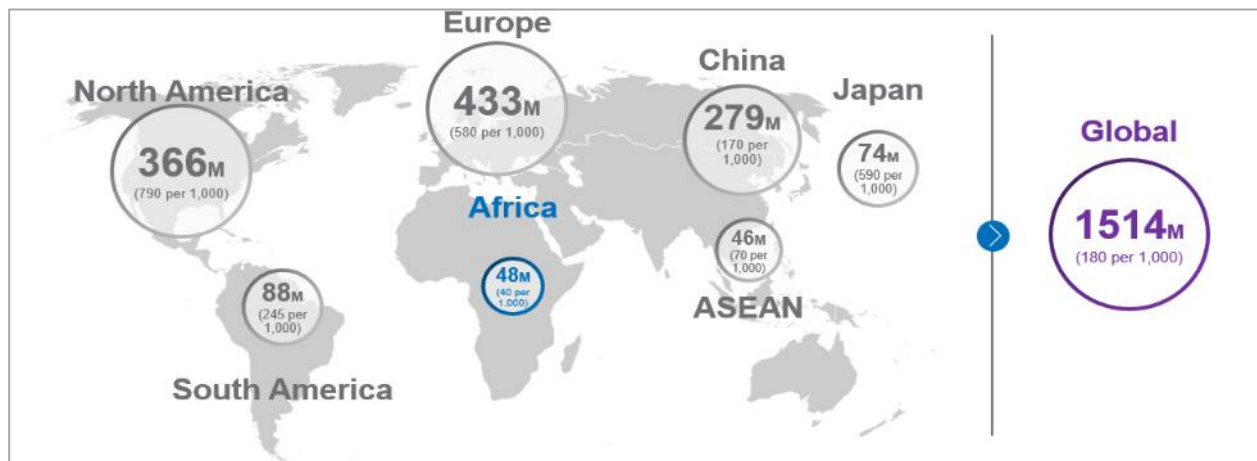 Europe
433M
(580 per 1,000)
North America
366M
(790 per 1,000)
China
279M
(170 per
1,000)
Japan
74M
(590 per
1,000)
Africa
48M
(40 per
1,000)
46M
(70 per
1,000)
ASEAN
88M
(245 per
1,000)
South America
Global
1514M
(180 per 1,000)